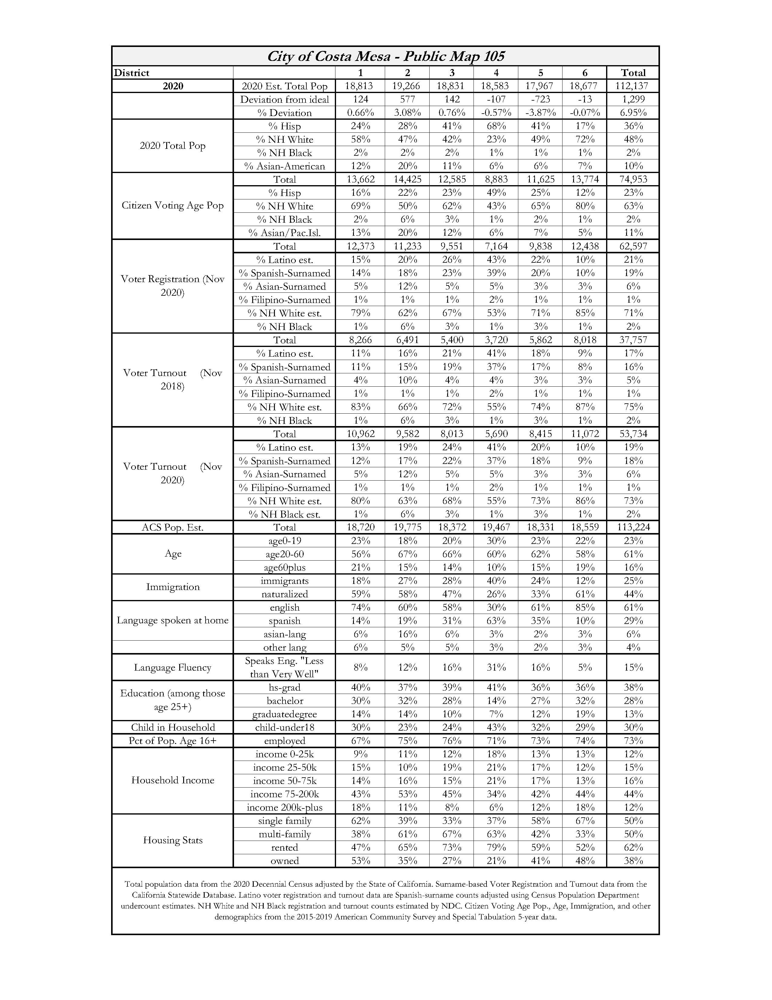 City of Costa Mesa - Public Map 105
District 1 2 3 4 5 6 Total
2020 2020 Est. Total Pop 18,813 19,266 18,831 18,583 17,967 18,677 112,137
Deviation from ideal 124 577 142 -107 -723 -13 1,299
% Deviation 0.66% 3.08% 0.76% -0.57% -3.87% -0.07% 6.95%
2020 Total Pop
% Hisp 24% 28% 41% 68% 41% 17% 36%
% NH White 58% 47% 42% 23% 49% 72% 48%
% NH Black 2% 2% 2% 1% 1% 1% 2%
% Asian-American 12% 20% 11% 6% 6% 7% 10%
Citizen Voting Age Pop
Total 13,662 14,425 12,585 8,883 11,625 13,774 74,953
% Hisp 16% 22% 23% 49% 25% 12% 23%
% NH White 69% 50% 62% 43% 65% 80% 63%
% NH Black 2% 6% 3% 1% 2% 1% 2%
% Asian/Pac.Isl. 13% 20% 12% 6% 7% 5% 11%
Voter Registration (Nov
2020)
Total 12,373 11,233 9,551 7,164 9,838 12,438 62,597
% Latino est. 15% 20% 26% 43% 22% 10% 21%
% Spanish-Surnamed 14% 18% 23% 39% 20% 10% 19%
% Asian-Surnamed 5% 12% 5% 5% 3% 3% 6%
% Filipino-Surnamed 1% 1% 1% 2% 1% 1% 1%
% NH White est. 79% 62% 67% 53% 71% 85% 71%
% NH Black 1% 6% 3% 1% 3% 1% 2%
Voter Turnout (Nov
2018)
Total 8,266 6,491 5,400 3,720 5,862 8,018 37,757
% Latino est. 11% 16% 21% 41% 18% 9% 17%
% Spanish-Surnamed 11% 15% 19% 37% 17% 8% 16%
% Asian-Surnamed 4% 10% 4% 4% 3% 3% 5%
% Filipino-Surnamed 1% 1% 1% 2% 1% 1% 1%
% NH White est. 83% 66% 72% 55% 74% 87% 75%
% NH Black 1% 6% 3% 1% 3% 1% 2%
Voter Turnout (Nov
2020)
Total 10,962 9,582 8,013 5,690 8,415 11,072 53,734
% Latino est. 13% 19% 24% 41% 20% 10% 19%
% Spanish-Surnamed 12% 17% 22% 37% 18% 9% 18%
% Asian-Surnamed 5% 12% 5% 5% 3% 3% 6%
% Filipino-Surnamed 1% 1% 1% 2% 1% 1% 1%
% NH White est. 80% 63% 68% 55% 73% 86% 73%
% NH Black est. 1% 6% 3% 1% 3% 1% 2%
ACS Pop. Est. Total 18,720 19,775 18,372 19,467 18,331 18,559 113,224
Age
age0-19 23% 18% 20% 30% 23% 22% 23%
age20-60 56% 67% 66% 60% 62% 58% 61%
age60plus 21% 15% 14% 10% 15% 19% 16%
Immigration
immigrants 18% 27% 28% 40% 24% 12% 25%
naturalized 59% 58% 47% 26% 33% 61% 44%
Language spoken at home
english 74% 60% 58% 30% 61% 85% 61%
spanish 14% 19% 31% 63% 35% 10% 29%
asian-lang 6% 16% 6% 3% 2% 3% 6%
other lang 6% 5% 5% 3% 2% 3% 4%
Language Fluency
Speaks Eng. "Less
than Very Well" 8% 12% 16% 31% 16% 5% 15%
Education (among those
age 25+)
hs-grad 40% 37% 39% 41% 36% 36% 38%
bachelor 30% 32% 28% 14% 27% 32% 28%
graduatedegree 14% 14% 10% 7% 12% 19% 13%
Child in Household child-under18 30% 23% 24% 43% 32% 29% 30%
Pct of Pop. Age 16+ employed 67% 75% 76% 71% 73% 74% 73%
Household Income
income 0-25k 9% 11% 12% 18% 13% 13% 12%
income 25-50k 15% 10% 19% 21% 17% 12% 15%
income 50-75k 14% 16% 15% 21% 17% 13% 16%
income 75-200k 43% 53% 45% 34% 42% 44% 44%
income 200k-plus 18% 11% 8% 6% 12% 18% 12%
Housing Stats
single family 62% 39% 33% 37% 58% 67% 50%
multi-family 38% 61% 67% 63% 42% 33% 50%
rented 47% 65% 73% 79% 59% 52% 62%
owned 53% 35% 27% 21% 41% 48% 38%
Total population data from the 2020 Decennial Census adjusted by the State of California. Surname-based Voter Registration and Turnout data from the
California Statewide Database. Latino voter registration and turnout data are Spanish-surname counts adjusted using Census Population Department
undercount estimates. NH White and NH Black registration and turnout counts estimated by NDC. Citizen Voting Age Pop., Age, Immigration, and other
demographics from the 2015-2019 American Community Survey and Special Tabulation 5-year data.